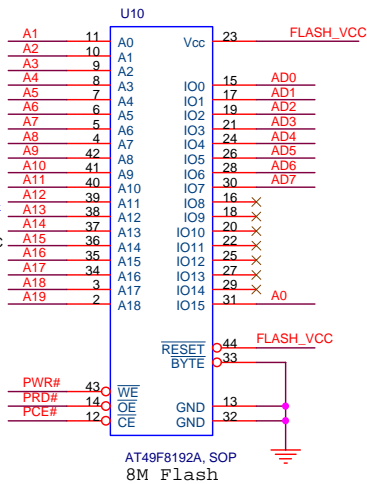 U10
A1 11 A0 Vcc 23 FLASH_VCC
A2 10 A1
A3 9 A2
A4 8 A3 IO0 15 AD0
A5 7 A4 IO1 17 AD1
A6 6 A5 IO2 19 AD2
A7 5 A6 IO3 21 AD3
A8 4 A7 IO4 24 AD4
A9 42 A8 IO5 26 AD5
A10 41 A9 IO6 28 AD6
A11 40 A10 IO7 30 AD7
A12 39 A11 IO8 16
A13 38 A12 IO9 18
A14 37 A13 IO10 20
A15 36 A14 IO11 22
A16 35 A15 IO12 25
A17 34 A16 IO13 27
A18 3 A17 IO14 29
A19 2 A18 IO15 31 A0
RESET 44 FLASH_VCC
BYTE 33
PWR# 43 WE
PRD# 14 OE GND 13
PCE# 12 CE GND 32
AT49F8192A, SOP
8M Flash